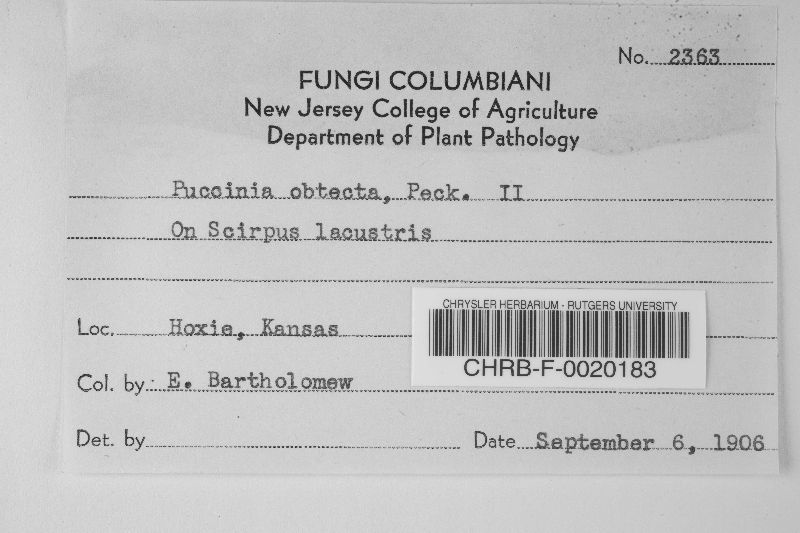 No. 2363
FUNGI COLUMBIANI
New Jersey College of Agriculture
Department of Plant Pathology
Puccinia obtecta, Peck. II
On Scirpus lacustris
CHRYSLER HERBARIUM - RUTGERS UNIVERSITY
Loc. Hoxie, Kansas
CHRB-F-0020183
Col. by E. Bartholomew
Det. by Date September 6, 1906